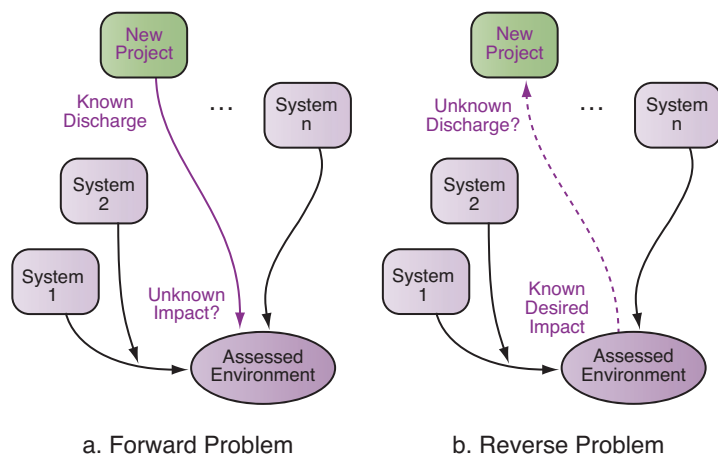 New
Project
Known
Discharge
...
System
n
System
2
System
1
Unknown
Impact?
Assessed
Environment
a. Forward Problem
New
Project
Unknown
Discharge?
...
System
n
System
2
System
1
Known
Desired
Impact
Assessed
Environment
b. Reverse Problem